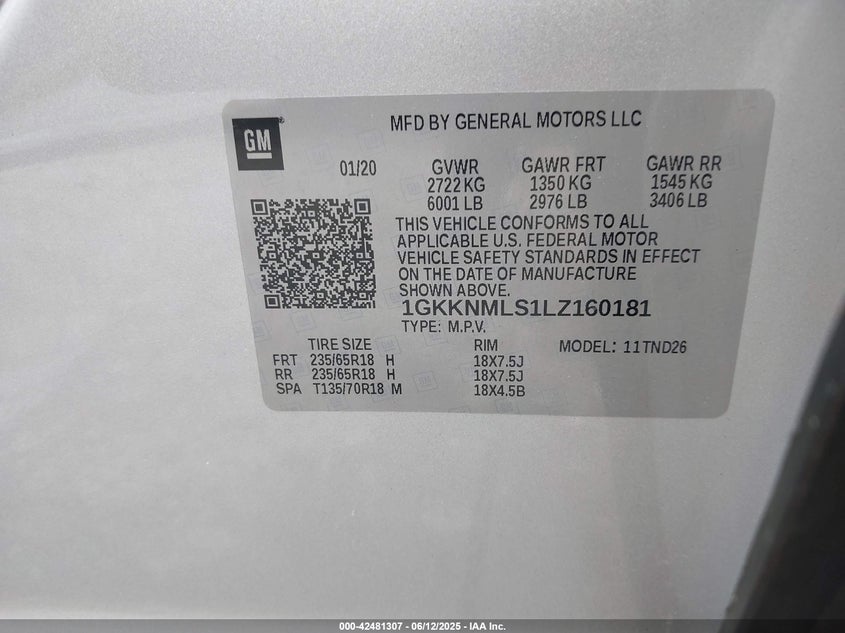 GM
MFD BY GENERAL MOTORS LLC
01/20 GVWR GAWR FRT GAWR RR
2722 KG 1350 KG 1545 KG
6001 LB 2976 LB 3406 LB
THIS VEHICLE CONFORMS TO ALL
APPLICABLE U.S. FEDERAL MOTOR
VEHICLE SAFETY STANDARDS IN EFFECT
ON THE DATE OF MANUFACTURE
SHOWN ABOVE.
1GKKNMLS1LZ160181
TYPE: M.P.V.
TIRE SIZE RIM MODEL: 11TND26
FRT 235/65R18 H 18X7.5J
RR 235/65R18 H 18X7.5J
SPA T135/70R18 M 18X4.5B
000-42481307 - 06/12/2025 - IAA Inc.